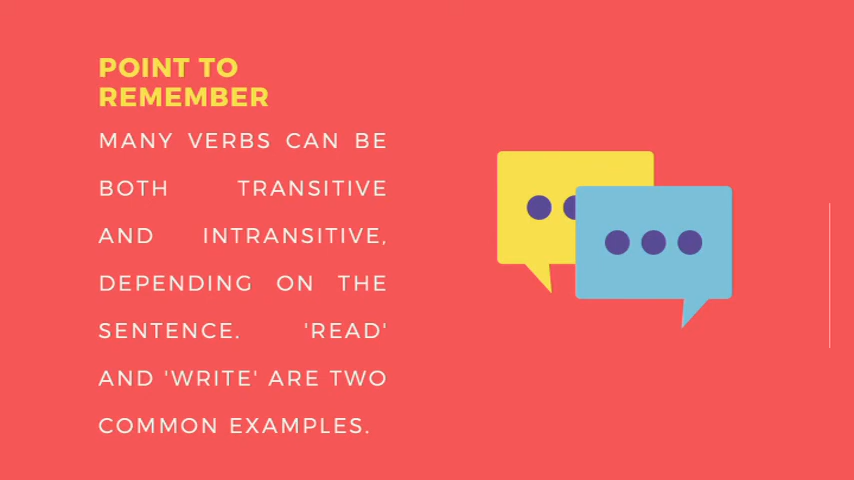 POINT TO
REMEMBER
MANY VERBS CAN BE
BOTH TRANSITIVE
AND INTRANSITIVE,
DEPENDING ON THE
SENTENCE. 'READ'
AND 'WRITE' ARE TWO
COMMON EXAMPLES.